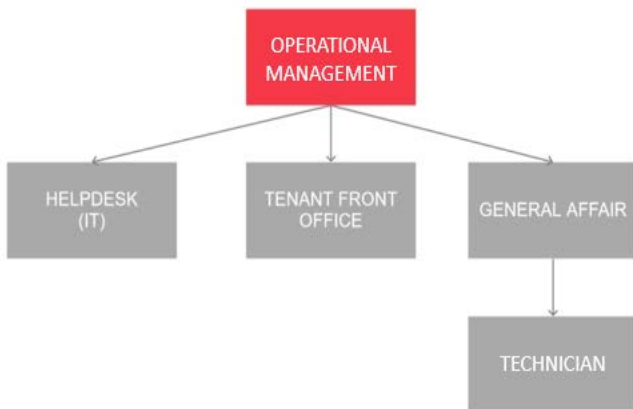 OPERATIONAL
MANAGEMENT
HELPDESK
(IT)
TENANT FRONT
OFFICE
GENERAL AFFAIR
TECHNICIAN